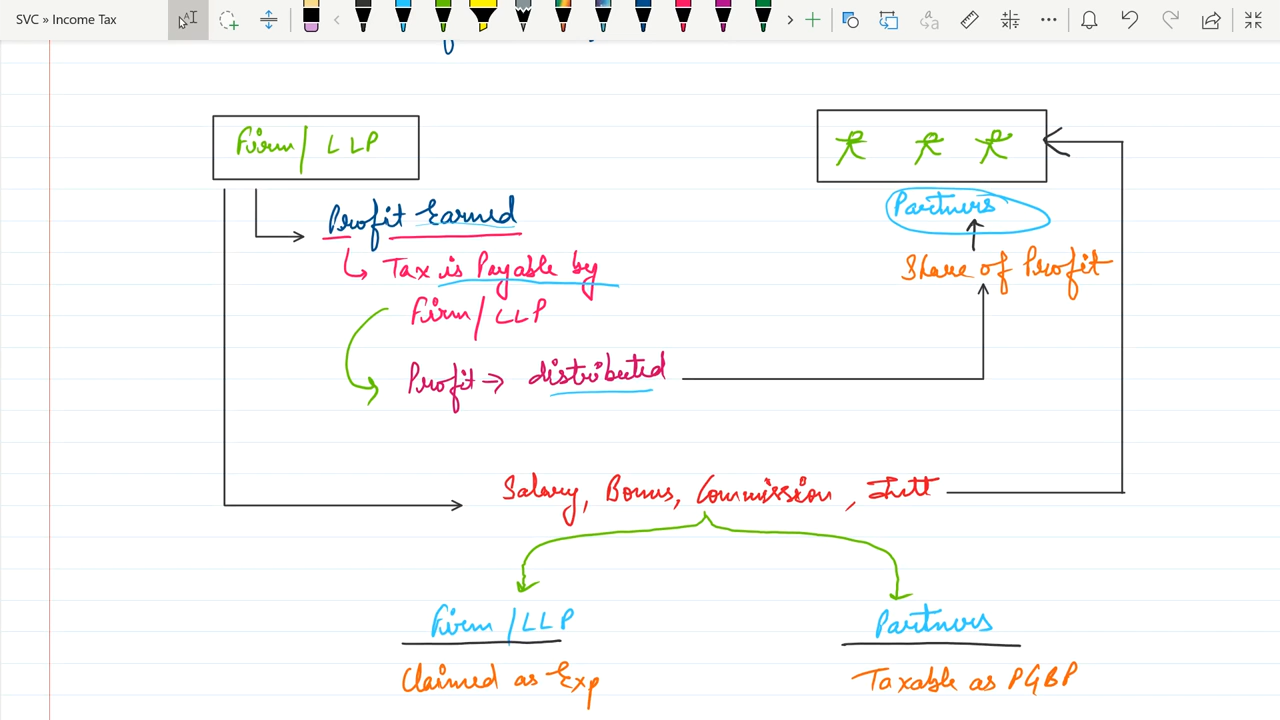 SVC » Income Tax
Firm/ LLP
Partners
Profit Earned
Tax is Payable by
Firm/LLP
Share of Profit
Profit → distributed
Salary, Bonus, Commission, Intt
Firm/LLP
Partners
Claimed as Exp
Taxable as PGBP